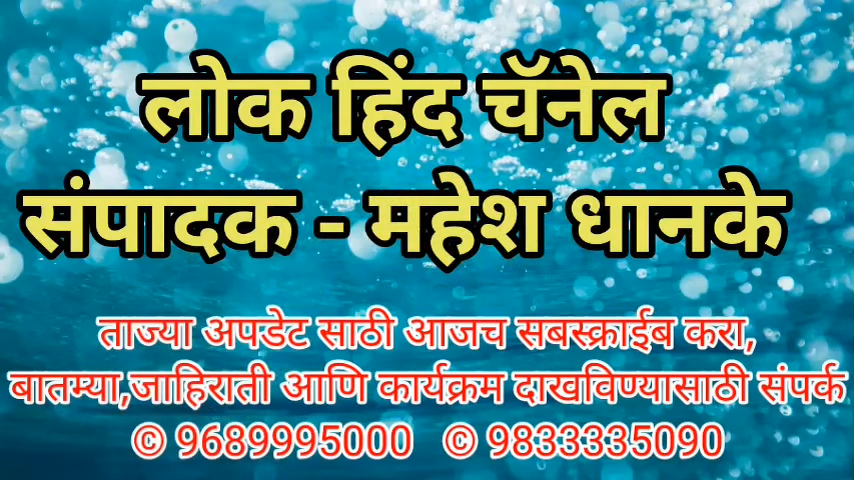 लोक हिंद चॅनेल
संपादक - महेश धानके
ताज्या अपडेट साठी आजच सबस्क्राईब करा,
बातम्या,जाहिराती आणि कार्यक्रम दाखविण्यासाठी संपर्क
© 9689995000 © 9833335090